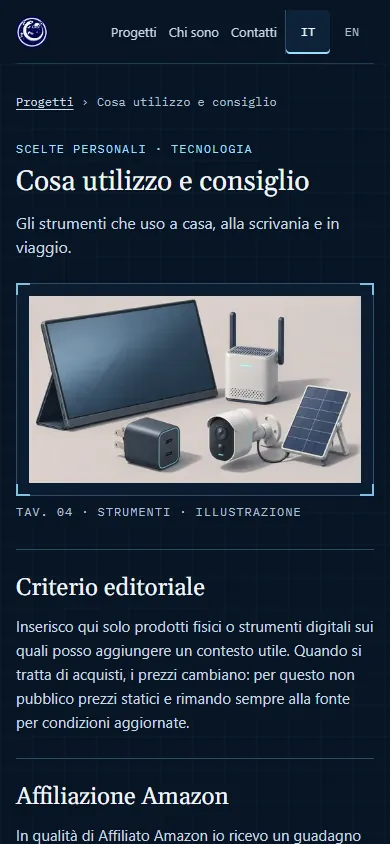 Progetti Chi sono Contatti IT EN
Progetti › Cosa utilizzo e consiglio
SCELTE PERSONALI · TECNOLOGIA
Cosa utilizzo e consiglio
Gli strumenti che uso a casa, alla scrivania e in
viaggio.
TAV. 04 · STRUMENTI · ILLUSTRAZIONE
Criterio editoriale
Inserisco qui solo prodotti fisici o strumenti digitali sui
quali posso aggiungere un contesto utile. Quando si
tratta di acquisti, i prezzi cambiano: per questo non
pubblico prezzi statici e rimando sempre alla fonte
per condizioni aggiornate.
Affiliazione Amazon
In qualità di Affiliato Amazon io ricevo un guadagno